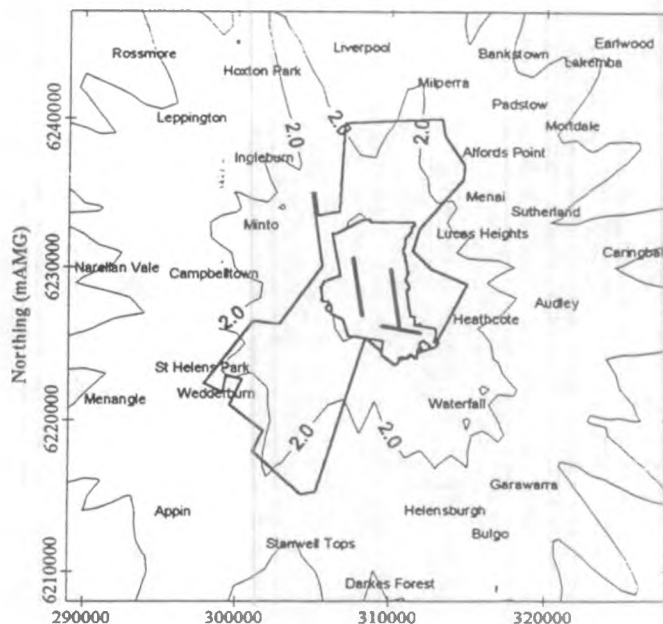 Rossmore
Liverpool
Bankstown
Earlwood
Lakemba
Hoxton Park
Milperra
Padstow
Leppington
2.0
2.0
Mortdale
6240000
Ingleburn
2.0
Alfords Point
Menai
Sutherland
Minto
Lucas Heights
Caringbah
6230000
Narellan Vale
Campbelltown
Audley
2.0
Heathcote
Northing (mAMG)
St Helens Park
Wedderburn
Menangle
Waterfall
6220000
2.0
2.0
Garawarra
Appin
Helensburgh
Bulgo
Stanwell Tops
6210000
Darkes Forest
290000
300000
310000
320000